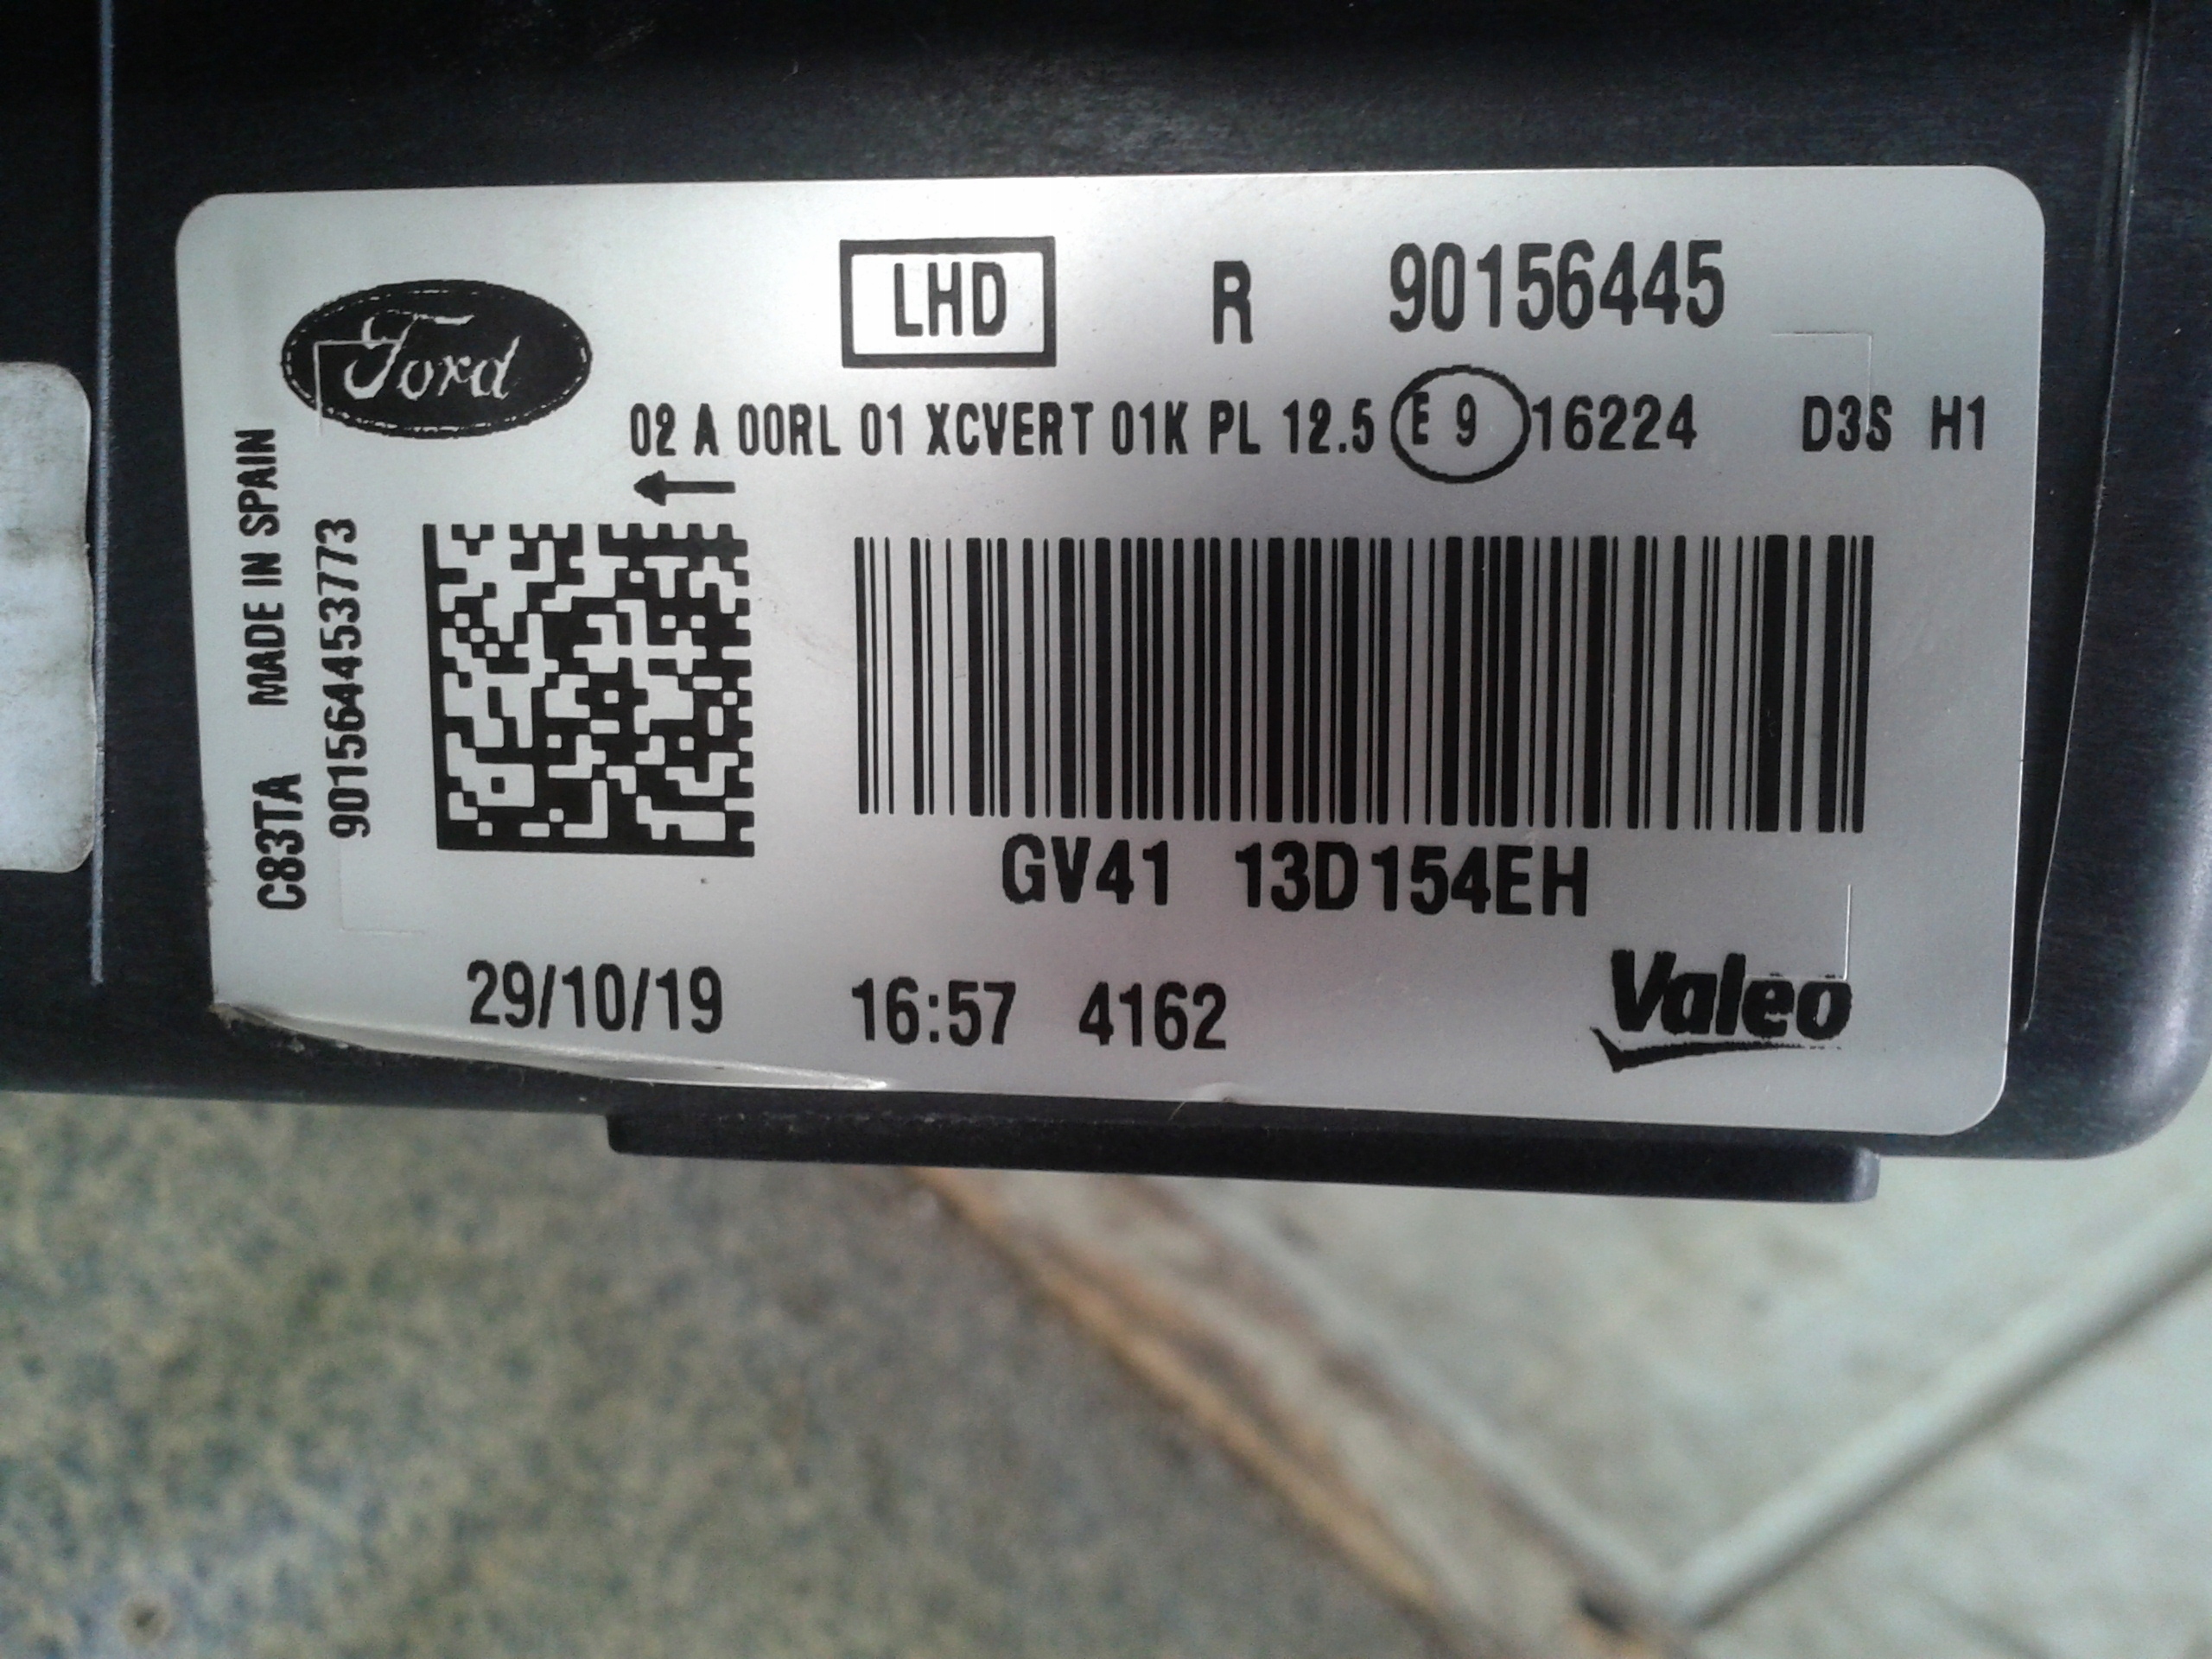 Ford
LHD R 90156445
02 A 00RL 01 XCVERT 01K PL 12.5 E 9 16224 D3S H1
C83TA MADE IN SPAIN
9015644453773
GV41 13D154EH
29/10/19 16:57 4162
Valeo